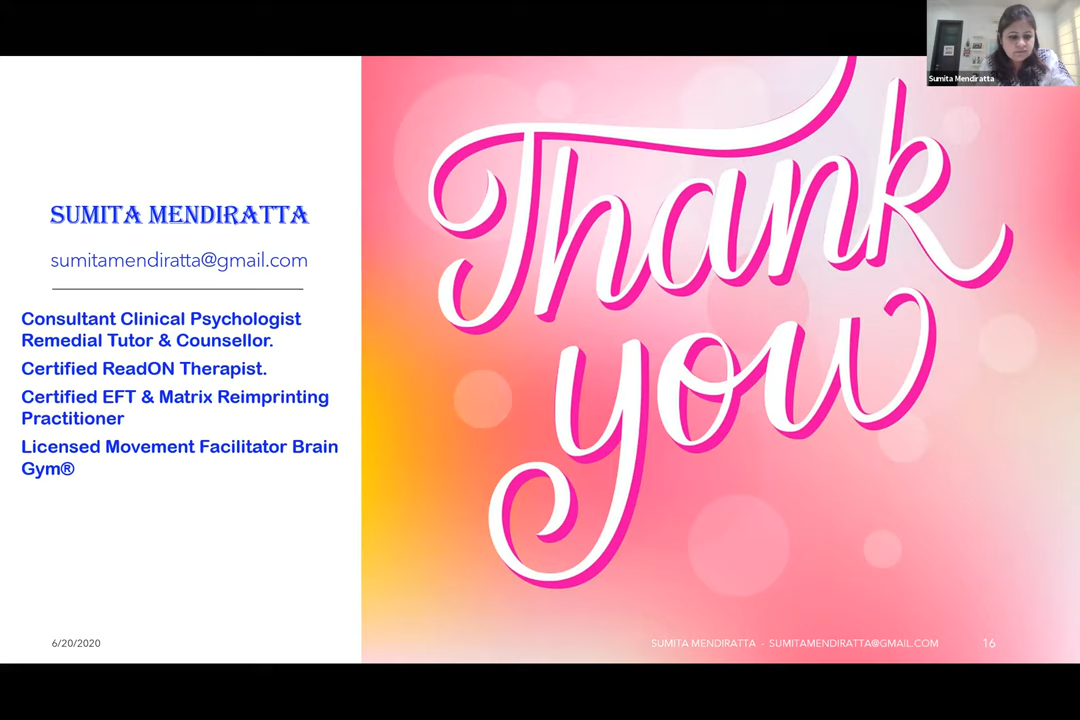 Sumita Mendiratta
SUMITA MENDIRATTA
sumitamendiratta@gmail.com
Consultant Clinical Psychologist
Remedial Tutor & Counsellor.
Certified ReadON Therapist.
Certified EFT & Matrix Reimprinting
Practitioner
Licensed Movement Facilitator Brain
Gym®
Thank
you
6/20/2020
SUMITA MENDIRATTA - SUMITAMENDIRATTA@GMAIL.COM
16